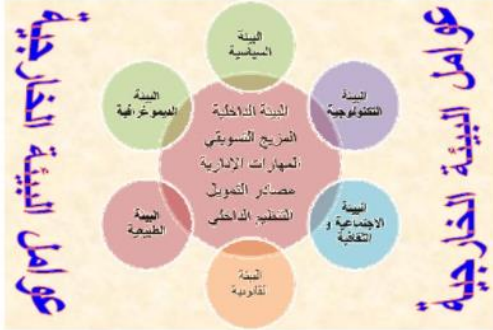 عوامل البيئة الخارجية
البيئة
السياسية
البيئة
التكنولوجية
البيئة
الاجتماعية و
الثقافية
البيئة
القانونية
البيئة
الطبيعية
البيئة
الديموغرافية
البيئة الداخلية
المزيج التسويقي
المهارات الادارية
مصادر التمويل
التنظيم الداخلي
عوامل البيئة الخارجية